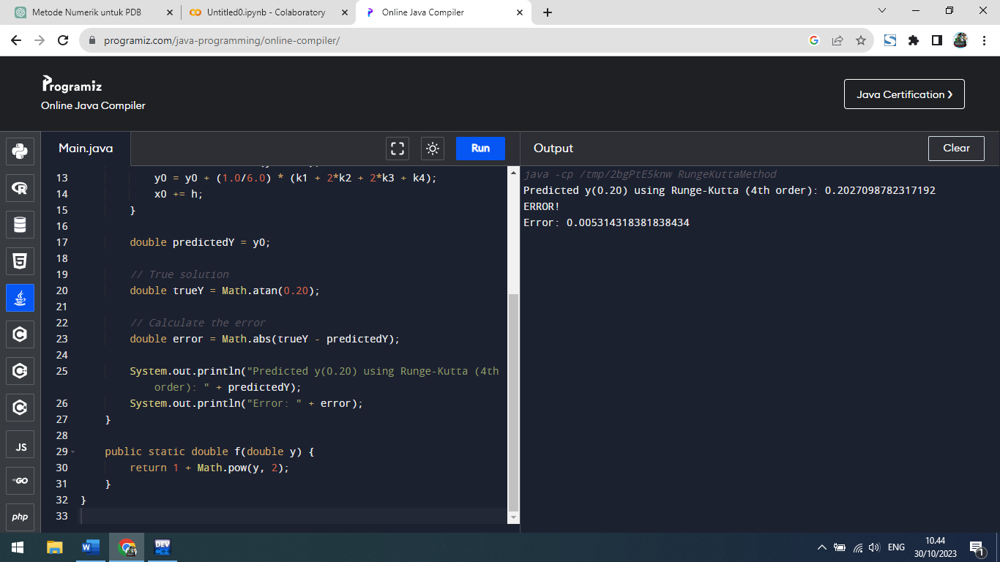 Metode Numerik untuk PDB
Untitled0.ipynb - Colaboratory
Online Java Compiler
programiz.com/java-programming/online-compiler/
Programiz
Online Java Compiler
Java Certification ❯
Main.java
Run
Output
Clear
13 y0 = y0 + (1.0/6.0) * (k1 + 2*k2 + 2*k3 + k4);
14 x0 += h;
15 }
16
17 double predictedY = y0;
18
19 // True solution
20 double trueY = Math.atan(0.20);
21
22 // Calculate the error
23 double error = Math.abs(trueY - predictedY);
24
25 System.out.println("Predicted y(0.20) using Runge-Kutta (4th
order): " + predictedY);
26 System.out.println("Error: " + error);
27 }
28
29 public static double f(double y) {
30 return 1 + Math.pow(y, 2);
31 }
32 }
33
java -cp /tmp/2bgPtE5knw RungeKuttaMethod
Predicted y(0.20) using Runge-Kutta (4th order): 0.2027098782317192
ERROR!
Error: 0.005314318381838434
JS
GO
php
DEV
C++
ENG
10.44
30/10/2023
1